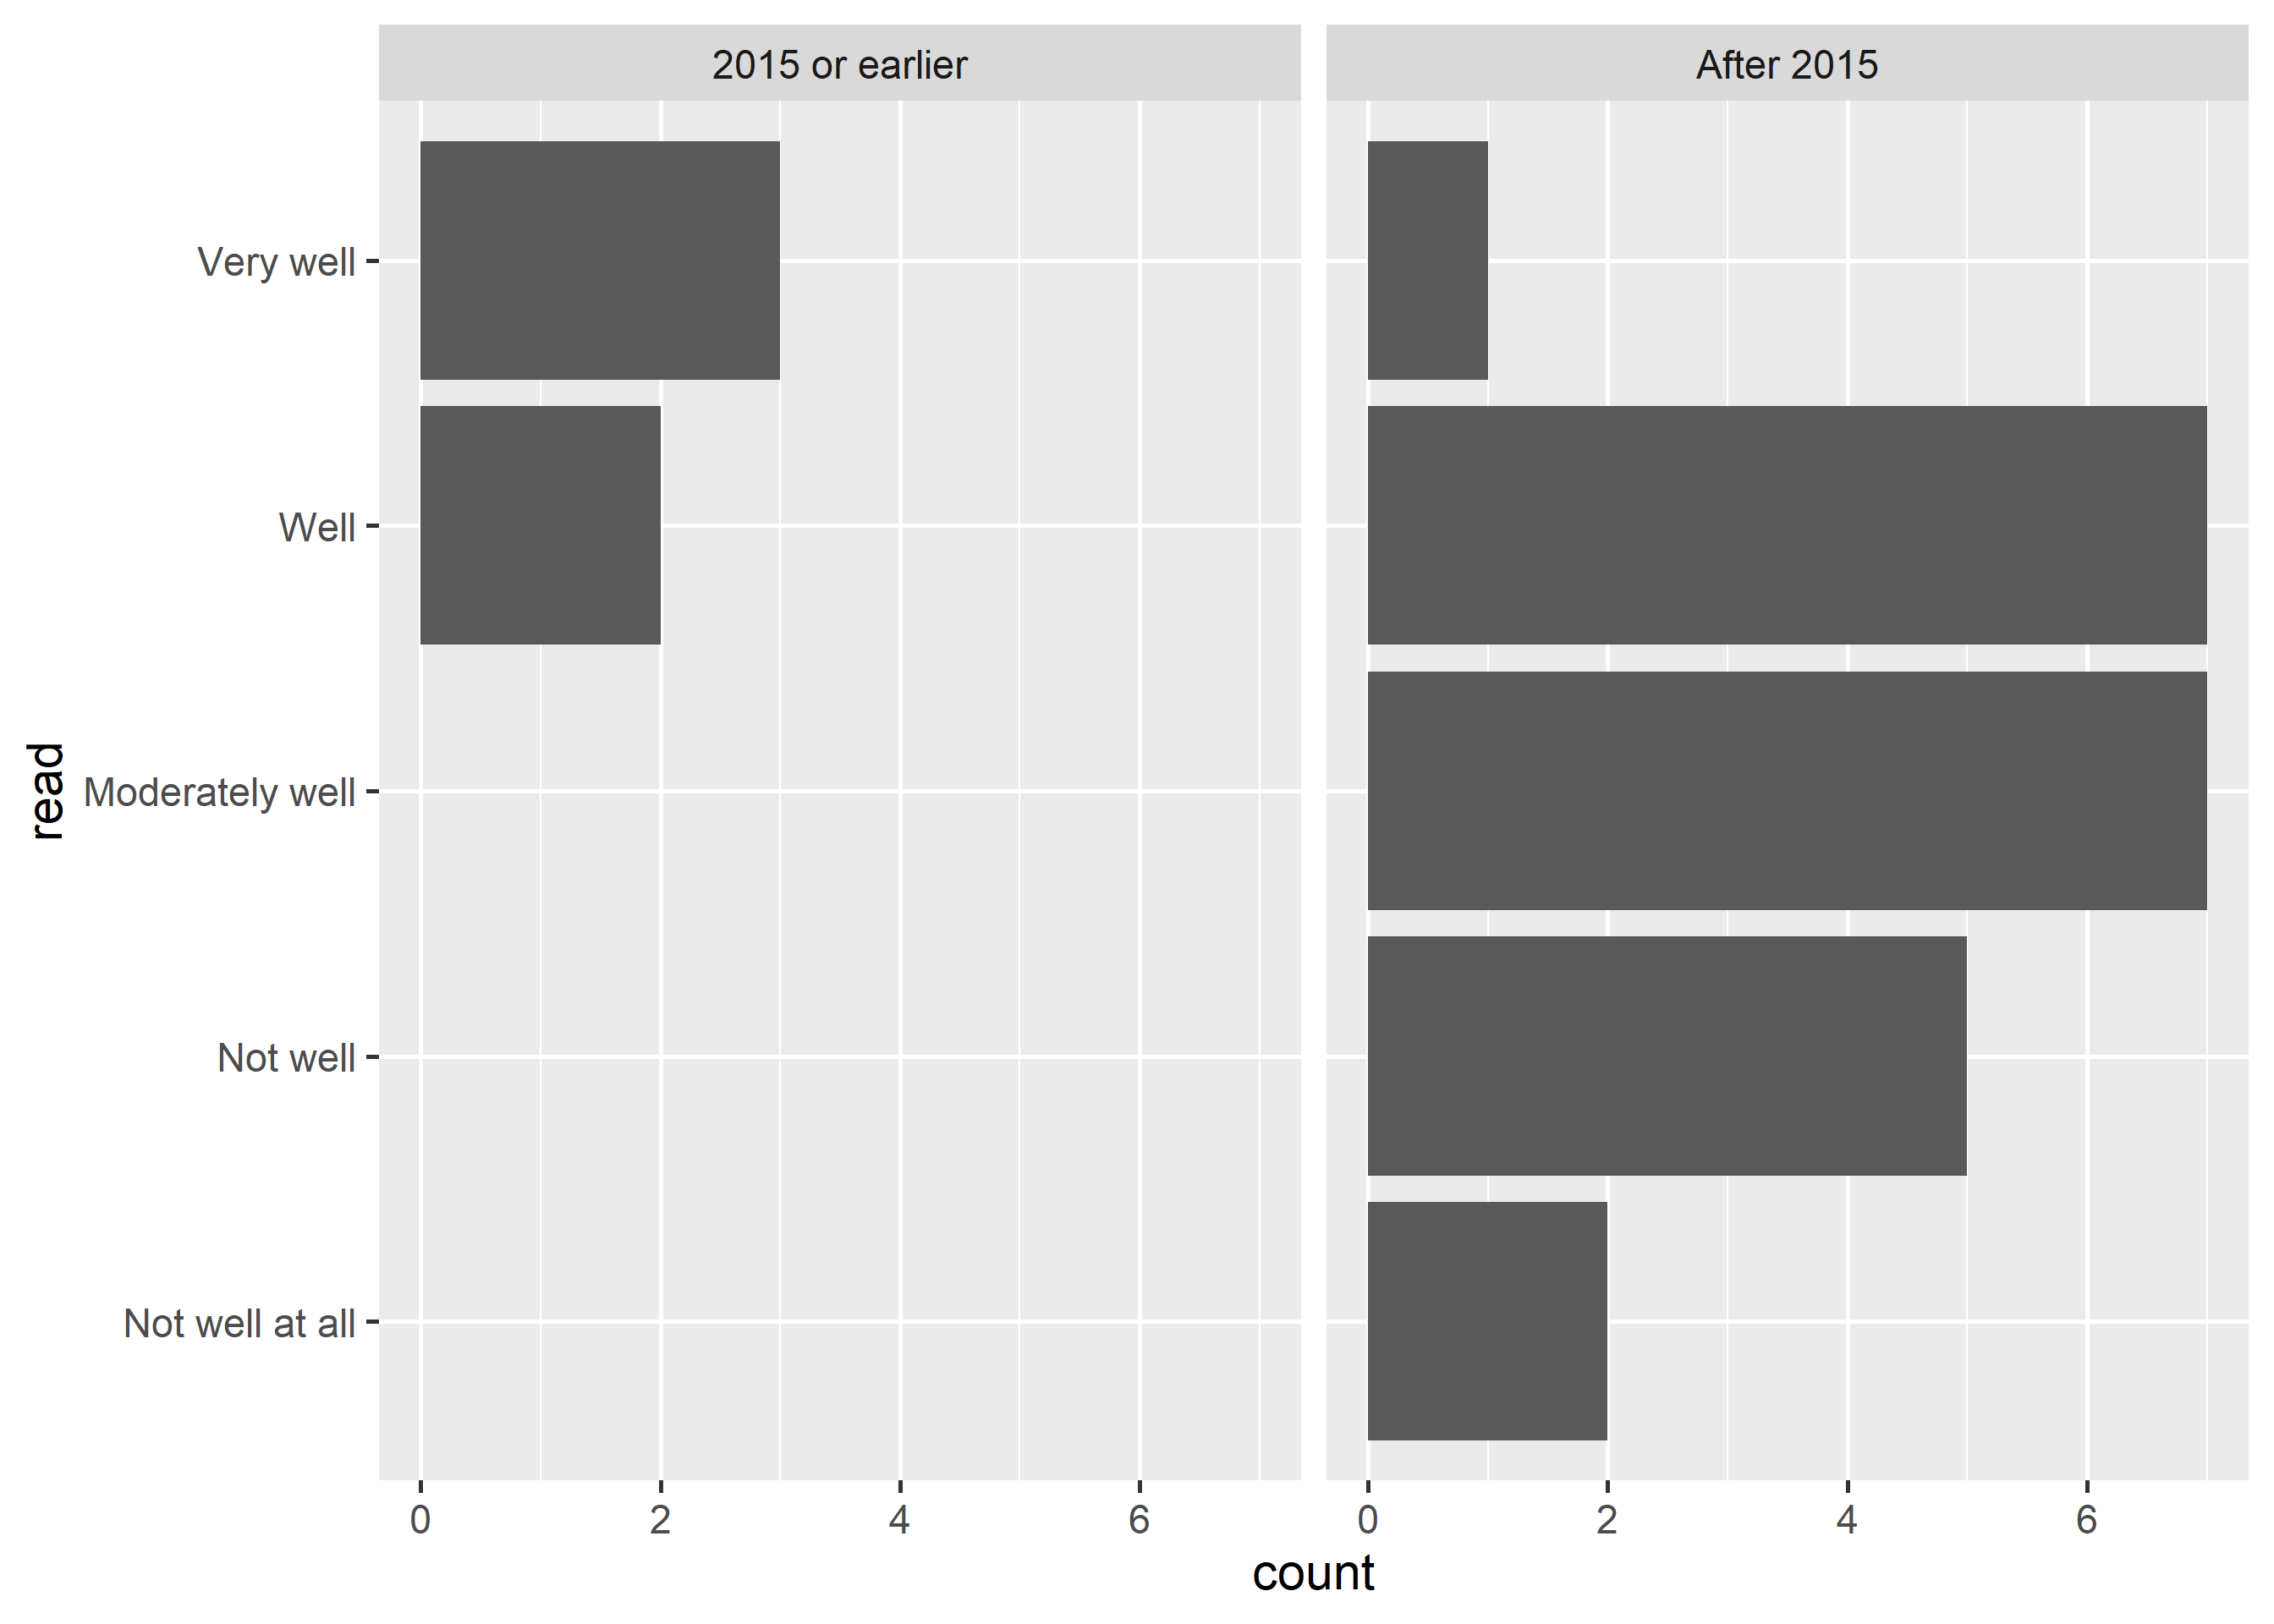 2015 or earlier
After 2015
Very well
Well
Moderately well
Not well
Not well at all
read
0 2 4 6
0 2 4 6
count